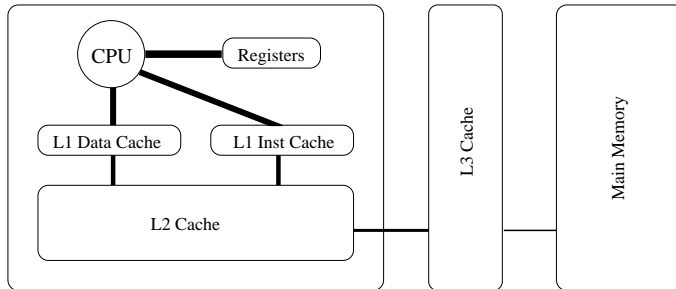 CPU
Registers
L1 Data Cache
L1 Inst Cache
L2 Cache
L3 Cache
Main Memory